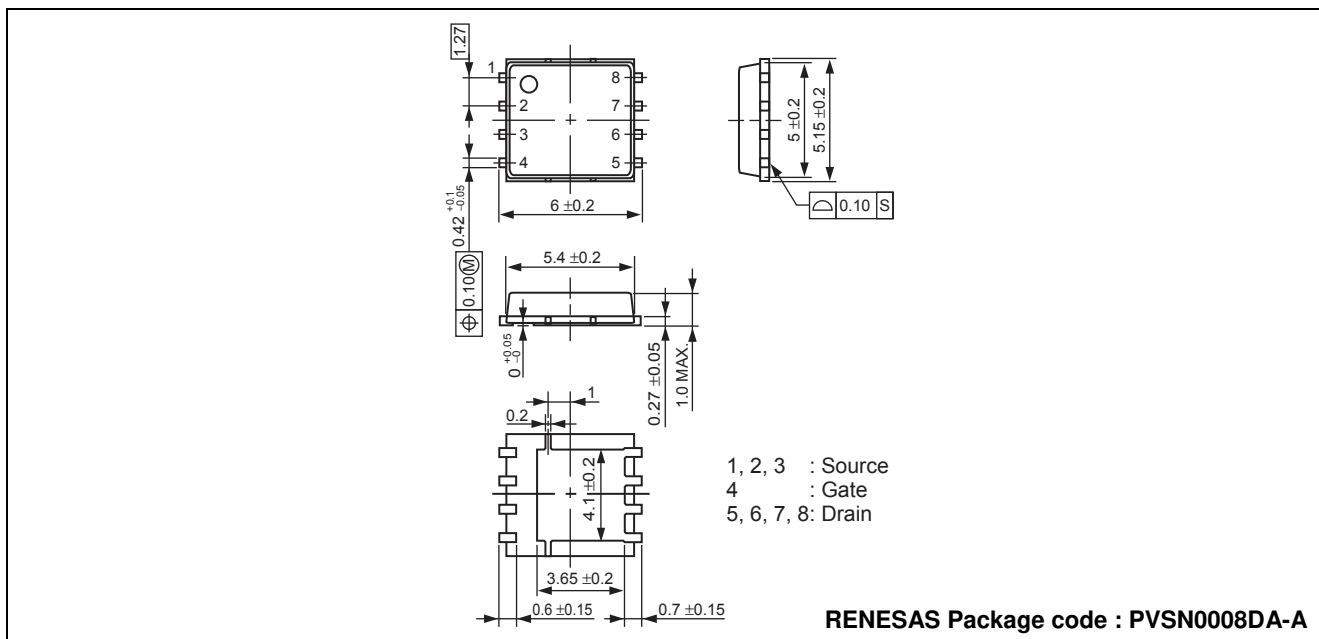 1.27
1
8
2
7
3
6
4
5
6 ±0.2
0.42 +0.1 -0.05
⌖ 0.10 Ⓜ
5 ±0.2
5.15 ±0.2
⌓ 0.10 S
5.4 ±0.2
0 +0.05 -0
0.27 ±0.05
1.0 MAX.
1
0.2
4.1 ±0.2
3.65 ±0.2
0.6 ±0.15
0.7 ±0.15
1, 2, 3 : Source
4 : Gate
5, 6, 7, 8: Drain
RENESAS Package code : PVSN0008DA-A